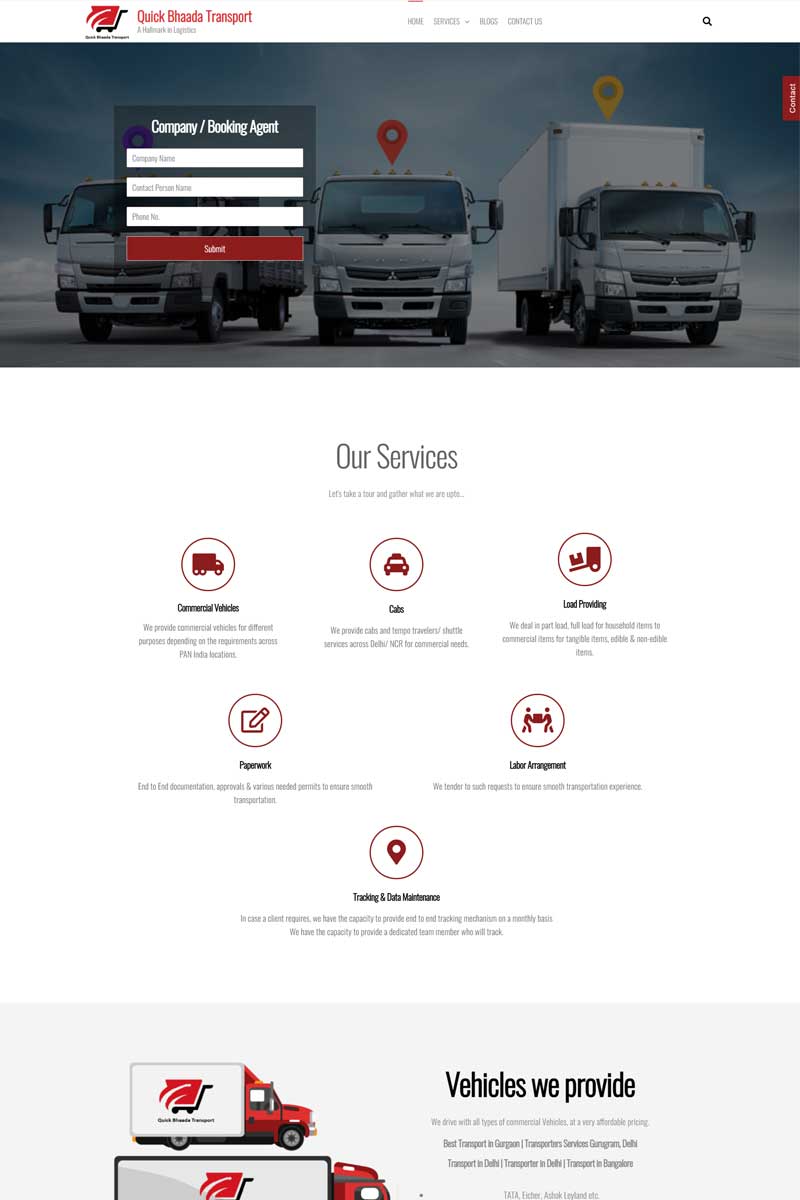 Quick Bhaada Transport
A Hallmark in Logistics
Quick Bhaada Transport
HOME SERVICES BLOGS CONTACT US
Contact
Company / Booking Agent
Company Name
Contact Person Name
Phone No.
Submit
Our Services
Let's take a tour and gather what we are upto...
Commercial Vehicles
We provide commercial vehicles for different
purposes depending on the requirements across
PAN India locations.
Cabs
We provide cabs and tempo travelers/ shuttle
services across Delhi/ NCR for commercial needs.
Load Providing
We deal in part load, full load for household items to
commercial items for tangible items, edible & non-edible
items.
Paperwork
End to End documentation, approvals & various needed permits to ensure smooth
transportation.
Labor Arrangement
We tender to such requests to ensure smooth transportation experience.
Tracking & Data Maintenance
In case a client requires, we have the capacity to provide end to end tracking mechanism on a monthly basis
We have the capacity to provide a dedicated team member who will track.
Quick Bhaada Transport
Vehicles we provide
We drive with all types of commercial Vehicles, at a very affordable pricing.
Best Transport in Gurgaon | Transporters Services Gurugram, Delhi
Transport in Delhi | Transporter in Delhi | Transport in Bangalore
TATA, Eicher, Ashok Leyland etc.